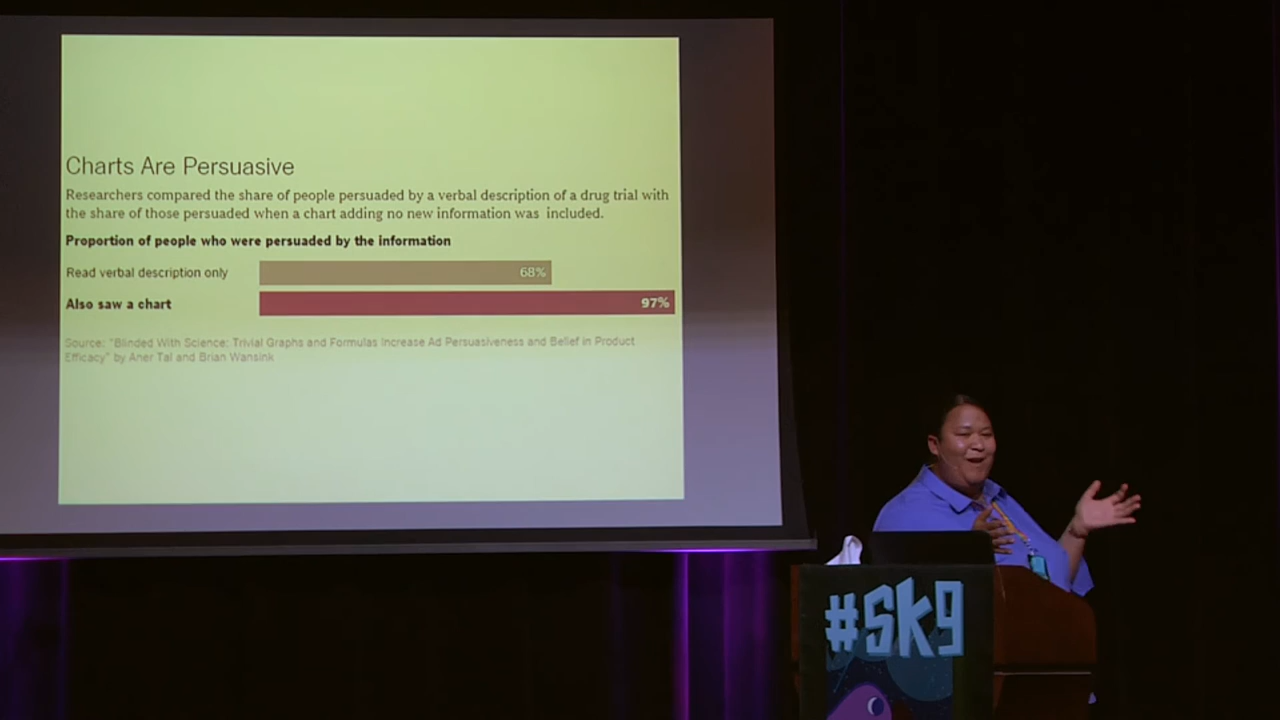 Charts Are Persuasive
Researchers compared the share of people persuaded by a verbal description of a drug trial with
the share of those persuaded when a chart adding no new information was included.
Proportion of people who were persuaded by the information
Read verbal description only 68%
Also saw a chart 97%
Source: "Blinded With Science: Trivial Graphs and Formulas Increase Ad Persuasiveness and Belief in Product
Efficacy" by Aner Tal and Brian Wansink
#sk9